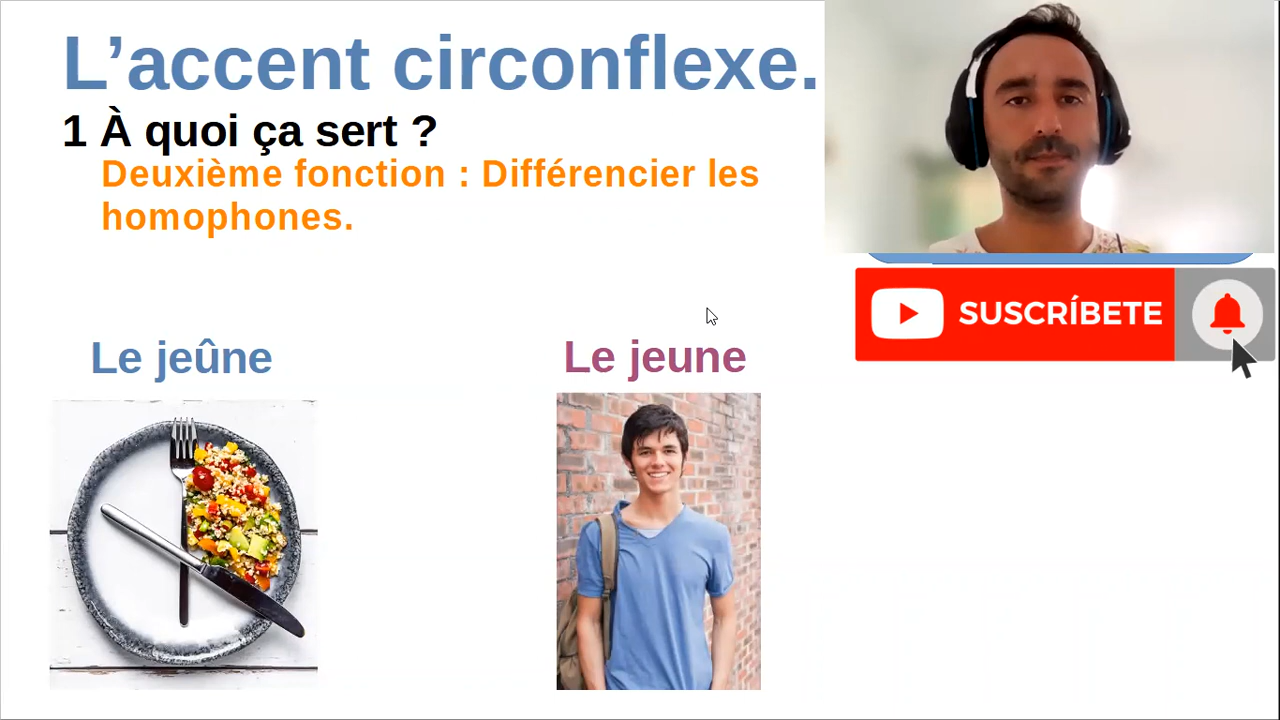 L’accent circonflexe.
1 À quoi ça sert ?
Deuxième fonction : Différencier les
homophones.
SUSCRÍBETE
Le jeûne
Le jeune